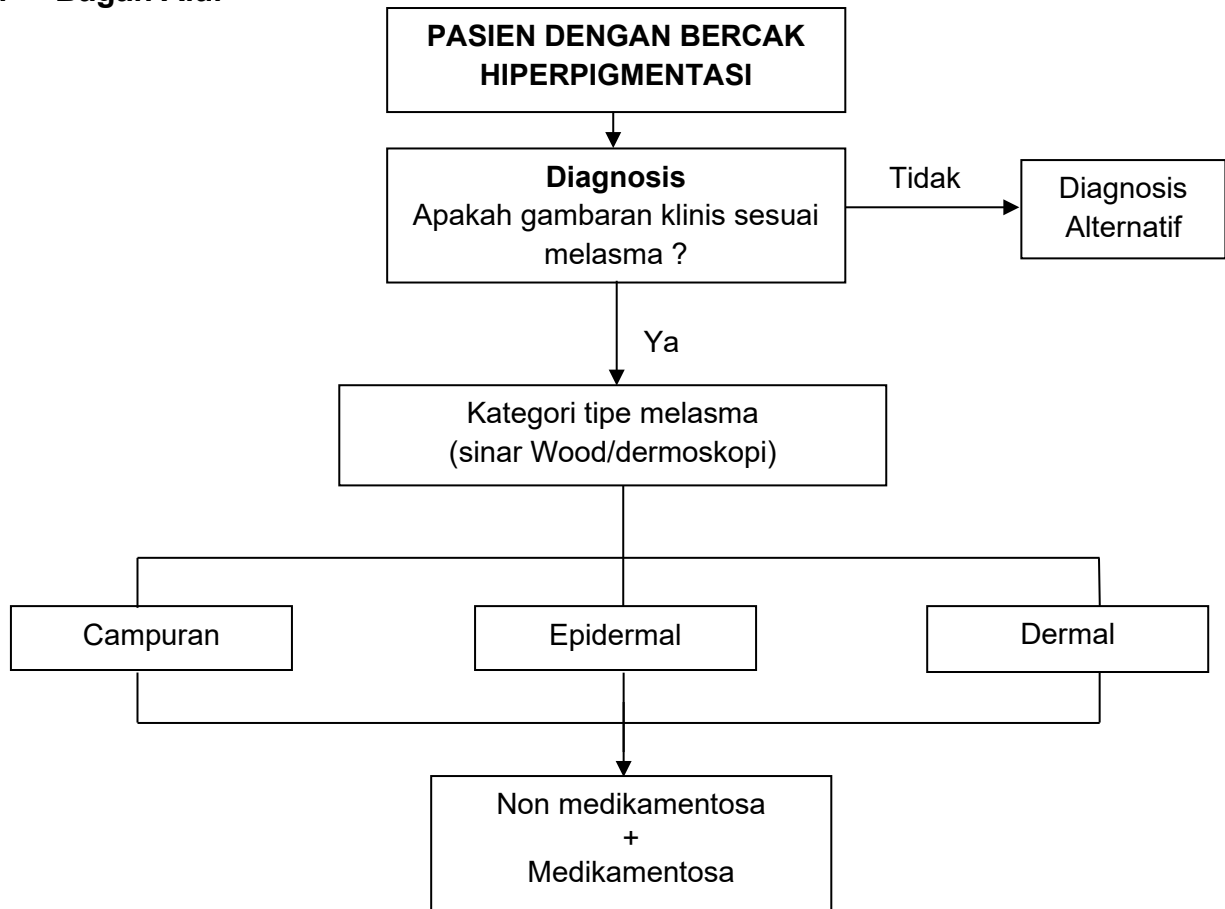 PASIEN DENGAN BERCAK
HIPERPIGMENTASI
Diagnosis
Apakah gambaran klinis sesuai
melasma ?
Tidak
Diagnosis
Alternatif
Ya
Kategori tipe melasma
(sinar Wood/dermoskopi)
Campuran
Epidermal
Dermal
Non medikamentosa
+
Medikamentosa